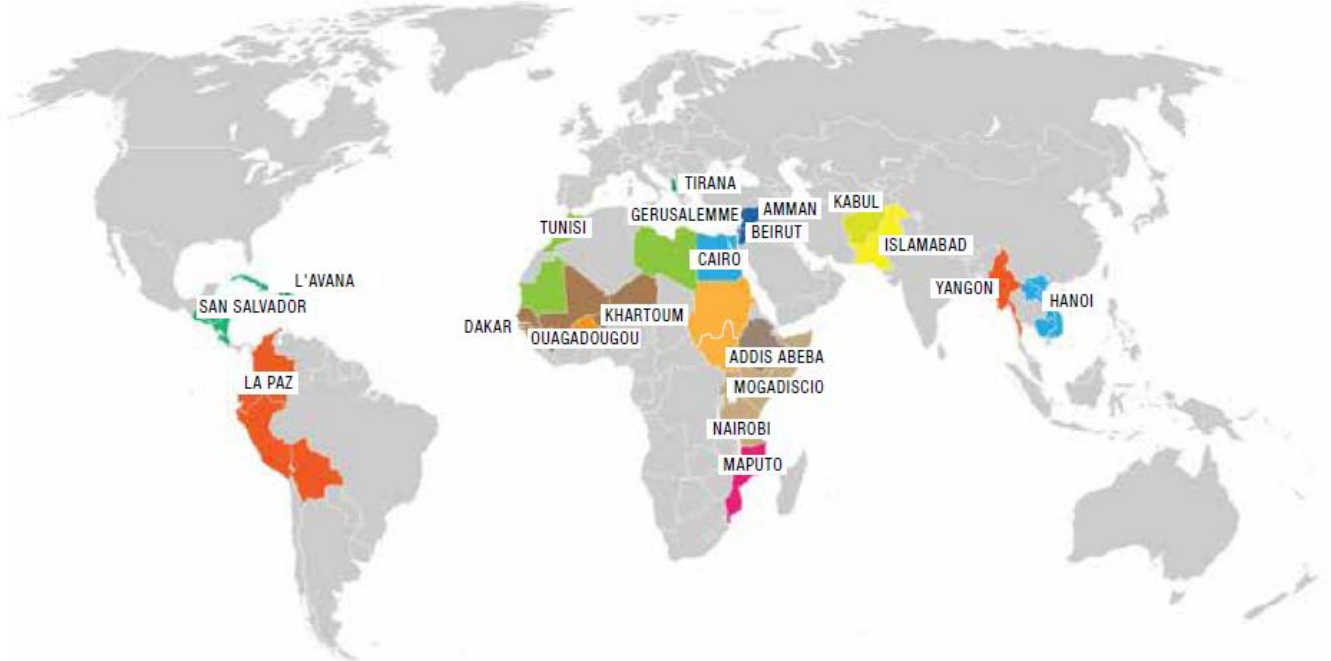 TIRANA
KABUL
GERUSALEMME
AMMAN
TUNISI
BEIRUT
ISLAMABAD
CAIRO
L'AVANA
YANGON
HANOI
SAN SALVADOR
KHARTOUM
DAKAR
OUAGADOUGOU
ADDIS ABEBA
LA PAZ
MOGADISCIO
NAIROBI
MAPUTO